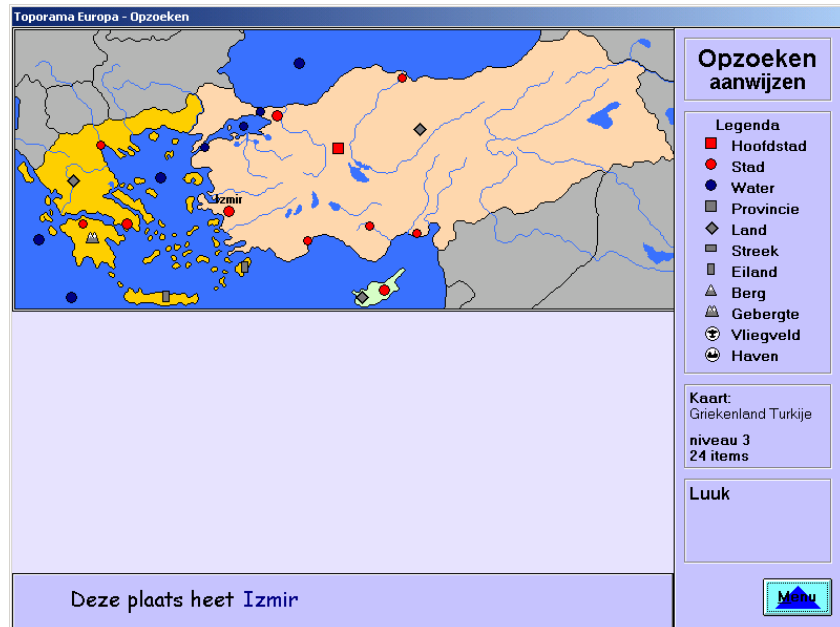 Toporama Europa - Opzoeken
Izmir
Opzoeken
aanwijzen
Legenda
Hoofdstad
Stad
Water
Provincie
Land
Streek
Eiland
Berg
Gebergte
Vliegveld
Haven
Kaart:
Griekenland Turkije
niveau 3
24 items
Luuk
Deze plaats heet Izmir
Menu